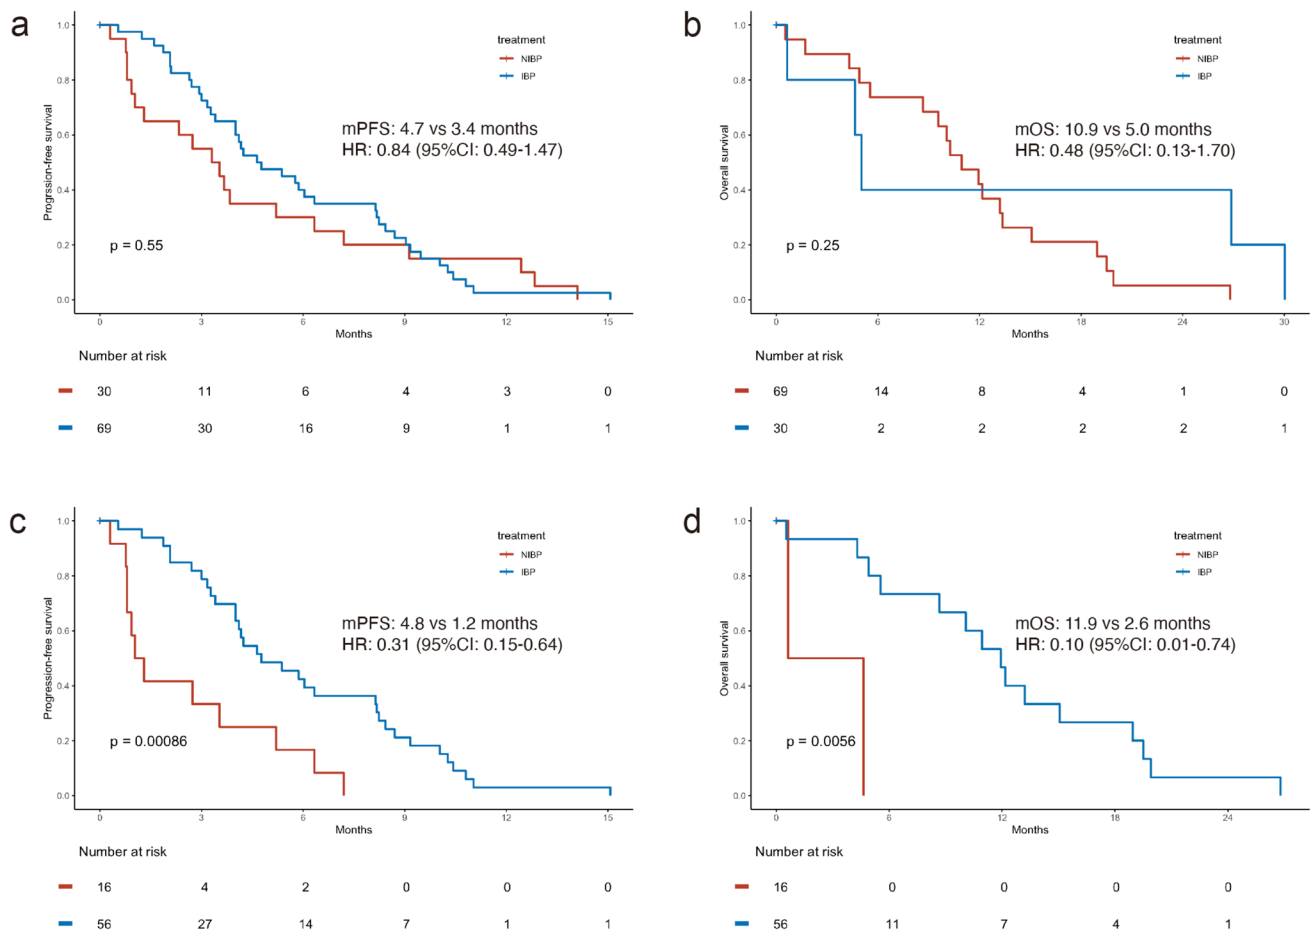 a
treatment
NIBP
IBP
mPFS: 4.7 vs 3.4 months
HR: 0.84 (95%CI: 0.49-1.47)
p = 0.55
Progrssion-free survival
1.0
0.8
0.6
0.4
0.2
0.0
0 3 6 9 12 15
Months
Number at risk
30 11 6 4 3 0
69 30 16 9 1 1
b
treatment
NIBP
IBP
mOS: 10.9 vs 5.0 months
HR: 0.48 (95%CI: 0.13-1.70)
p = 0.25
Overall survival
1.0
0.8
0.6
0.4
0.2
0.0
0 6 12 18 24 30
Months
Number at risk
69 14 8 4 1 0
30 2 2 2 2 1
c
treatment
NIBP
IBP
mPFS: 4.8 vs 1.2 months
HR: 0.31 (95%CI: 0.15-0.64)
p = 0.00086
Progression-free survival
1.0
0.8
0.6
0.4
0.2
0.0
0 3 6 9 12 15
Months
Number at risk
16 4 2 0 0 0
56 27 14 7 1 1
d
treatment
NIBP
IBP
mOS: 11.9 vs 2.6 months
HR: 0.10 (95%CI: 0.01-0.74)
p = 0.0056
Overall survival
1.0
0.8
0.6
0.4
0.2
0.0
0 6 12 18 24
Months
Number at risk
16 0 0 0 0
56 11 7 4 1